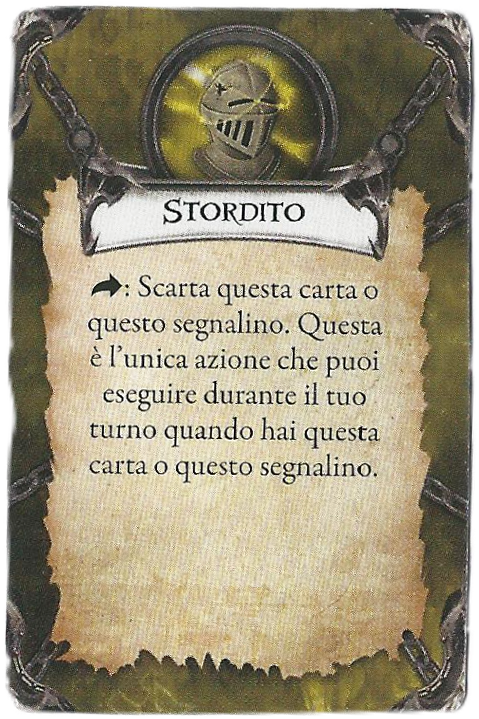 STORDITO
: Scarta questa carta o
questo segnalino. Questa
è l'unica azione che puoi
eseguire durante il tuo
turno quando hai questa
carta o questo segnalino.